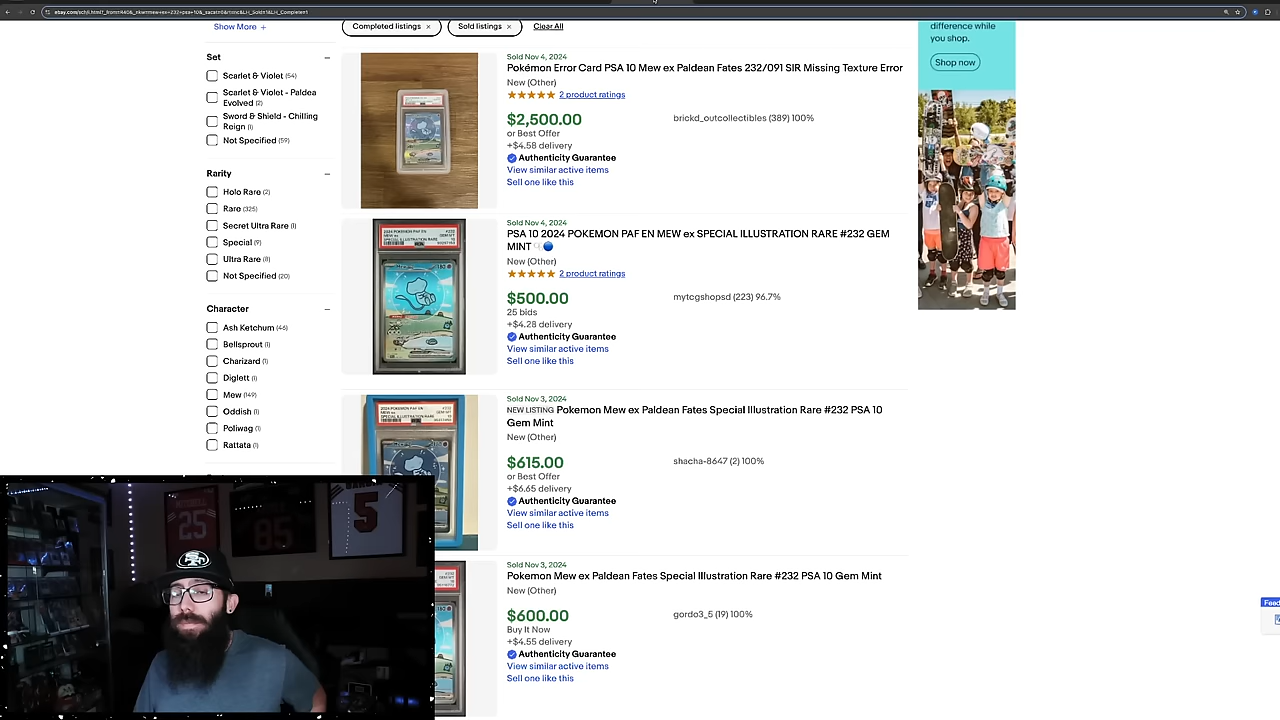 Show More +
Completed listings ×
Sold listings ×
Clear All
Set
Scarlet & Violet (54)
Scarlet & Violet - Paldea
Evolved (2)
Sword & Shield - Chilling
Reign (1)
Not Specified (59)
Rarity
Holo Rare (2)
Rare (325)
Secret Ultra Rare (1)
Special (9)
Ultra Rare (8)
Not Specified (20)
Character
Ash Ketchum (46)
Bellsprout (1)
Charizard (1)
Diglett (1)
Mew (149)
Oddish (1)
Poliwag (1)
Rattata (1)
Sold Nov 4, 2024
Pokémon Error Card PSA 10 Mew ex Paldean Fates 232/091 SIR Missing Texture Error
New (Other)
2 product ratings
$2,500.00
brickd_outcollectibles (389) 100%
or Best Offer
+$4.58 delivery
Authenticity Guarantee
View similar active items
Sell one like this
Sold Nov 4, 2024
PSA 10 2024 POKEMON PAF EN MEW ex SPECIAL ILLUSTRATION RARE #232 GEM
MINT
New (Other)
2 product ratings
$500.00
mytcgshopsd (223) 96.7%
25 bids
+$4.28 delivery
Authenticity Guarantee
View similar active items
Sell one like this
Sold Nov 3, 2024
NEW LISTING Pokemon Mew ex Paldean Fates Special Illustration Rare #232 PSA 10
Gem Mint
New (Other)
$615.00
shacha-8647 (2) 100%
or Best Offer
+$6.65 delivery
Authenticity Guarantee
View similar active items
Sell one like this
Sold Nov 3, 2024
Pokemon Mew ex Paldean Fates Special Illustration Rare #232 PSA 10 Gem Mint
New (Other)
$600.00
gordo3_5 (19) 100%
Buy It Now
+$4.55 delivery
Authenticity Guarantee
View similar active items
Sell one like this
difference while
you shop.
Shop now
Feed
25
85
5